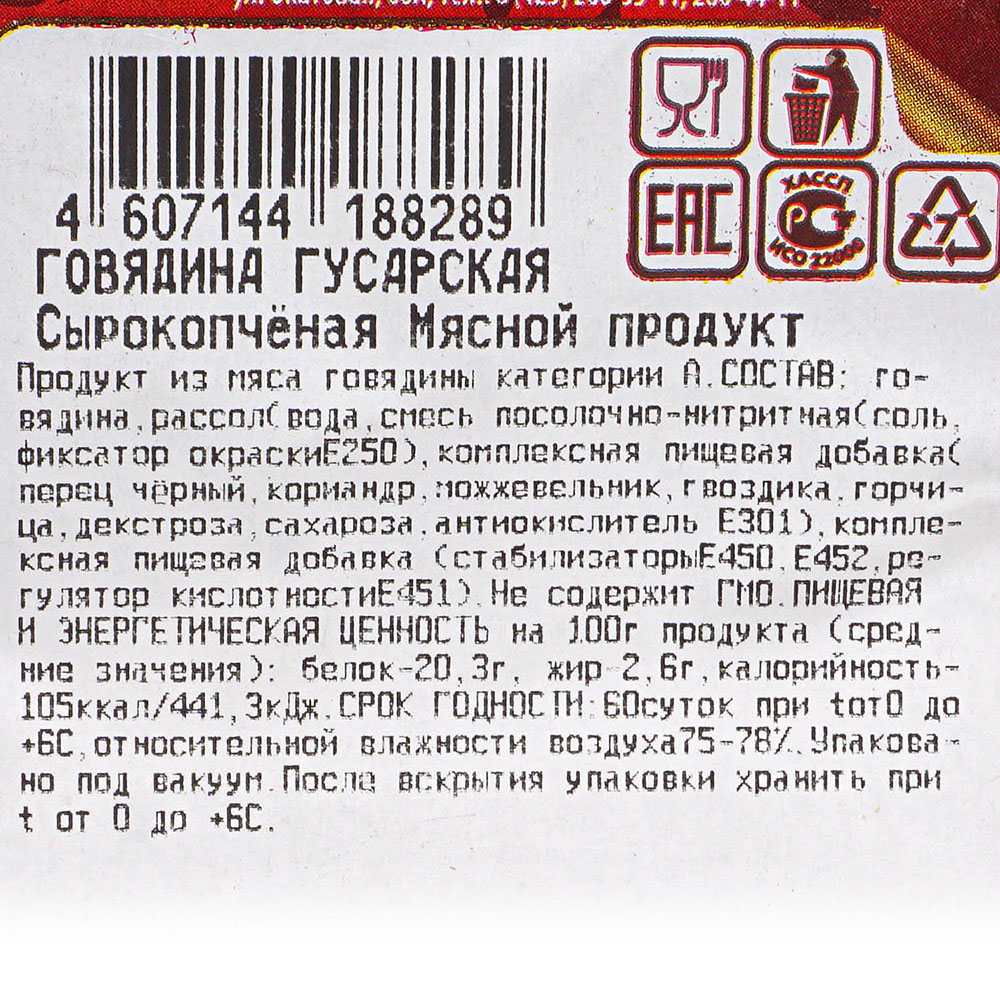 4 607144 188289
ЕАС
ХАССП
ИСО 22000
7
ГОВЯДИНА ГУСАРСКАЯ
Сырокопчёная Мясной продукт
Продукт из мяса говядины категории А.СОСТАВ: го-
вядина,рассол(вода,смесь посолочно-нитритная(соль,
фиксатор окраскиЕ250),комплексная пищевая добавка(
перец чёрный,кориандр,можжевельник,гвоздика,горчи-
ца,декстроза,сахароза,антиокислитель Е301),компле-
ксная пищевая добавка (стабилизаторыЕ450,Е452,ре-
гулятор кислотностиЕ451).Не содержит ГМО.ПИЩЕВАЯ
И ЭНЕРГЕТИЧЕСКАЯ ЦЕННОСТЬ на 100г продукта (сред-
ние значения): белок-20,3г, жир-2,6г,калорийность-
105ккал/441,3кДж.СРОК ГОДНОСТИ:60суток при tот0 до
+6С,относительной влажности воздуха75-78%.Упакова-
но под вакуум.После вскрытия упаковки хранить при
t от 0 до +6С.